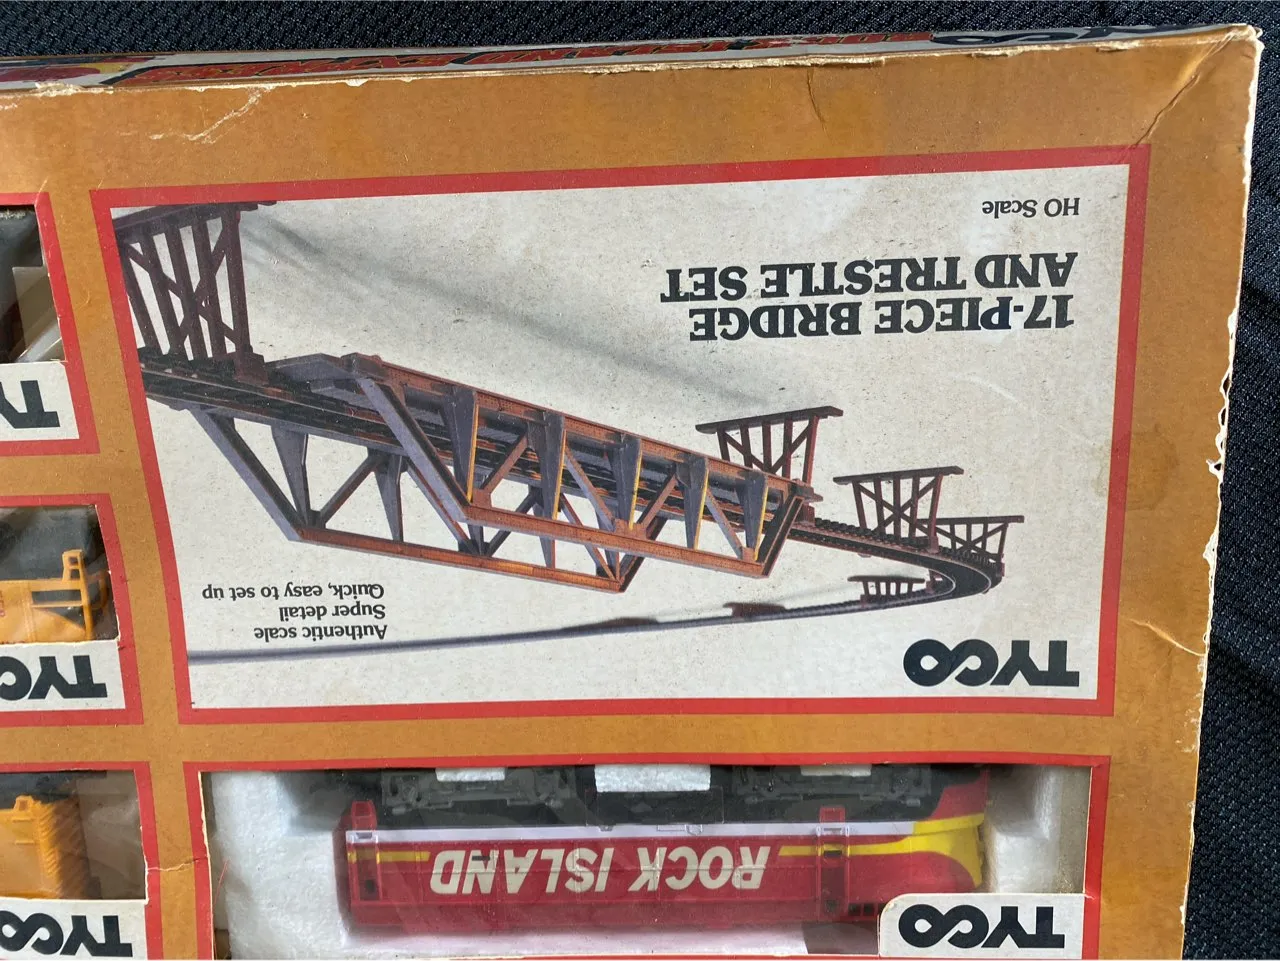 TYCO
TYCO
ROCK ISLAND
TYCO
TYCO
Authentic scale
Super detail
Quick, easy to set up
17-PIECE BRIDGE
AND TRESTLE SET
HO Scale
TY